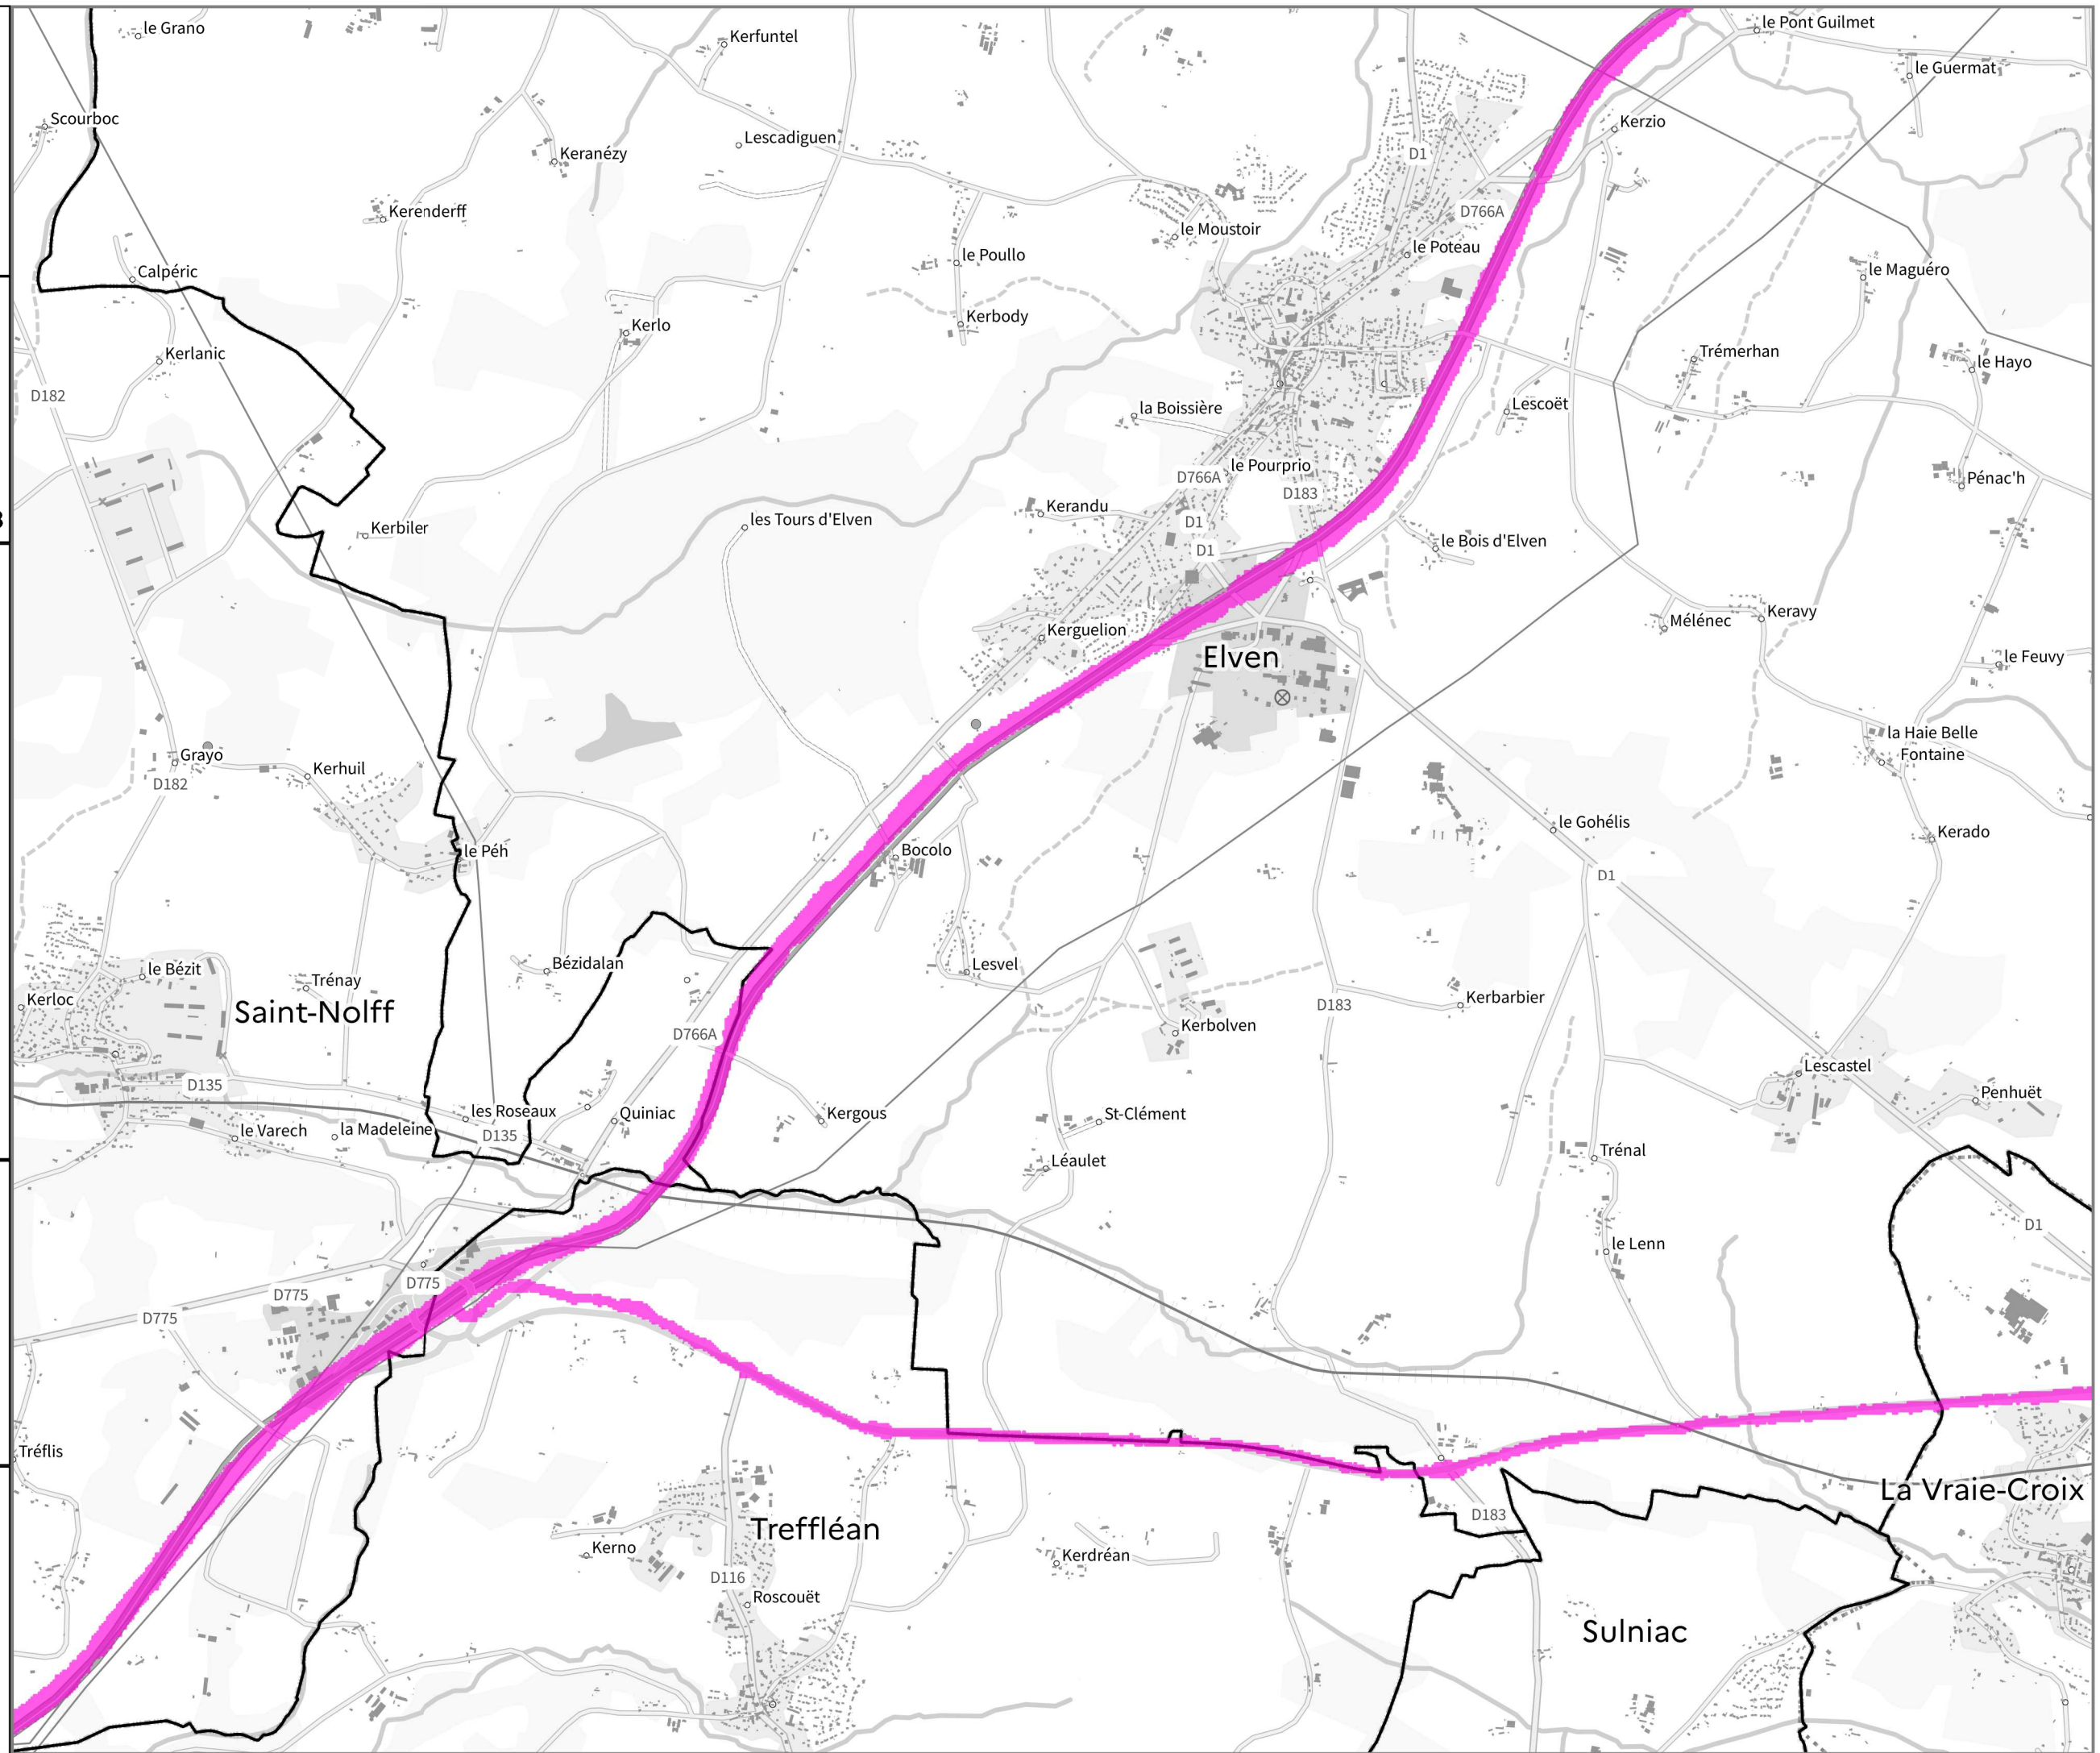 le Grano
Kerfuntel
le Pont Guilmet
le Guermat
Scourboc
Kerzio
Lescadiguen
Keranézy
D1
Kerenderff
D766A
le Moustoir
le Poteau
le Poullo
Calpéric
le Maguéro
Kerbody
Kerlo
Kerlanic
Trémerhan
le Hayo
D182
la Boissière
Lescoët
le Pourprio
D766A
Pénac'h
D183
Kerandu
les Tours d'Elven
D1
Kerbiler
le Bois d'Elven
D1
Keravy
Mélénec
Kerguelion
Elven
le Feuvy
la Haie Belle
Fontaine
Grayo
Kerhuil
D182
le Gohélis
Kerado
le Péh
Bocolo
D1
Bézidalan
Lesvel
le Bézit
Trénay
Kerloc
Saint-Nolff
Kerbarbier
D183
Kerbolven
D766A
Lescastel
D135
Penhuët
les Roseaux
Quiniac
Kergous
St-Clément
le Varech
la Madeleine
D135
Trénal
Léaulet
D1
le Lenn
D775
D775
D775
Tréflis
La Vraie-Croix
D183
Treffléan
Kerno
Kerdréan
D116
Roscouët
Sulniac